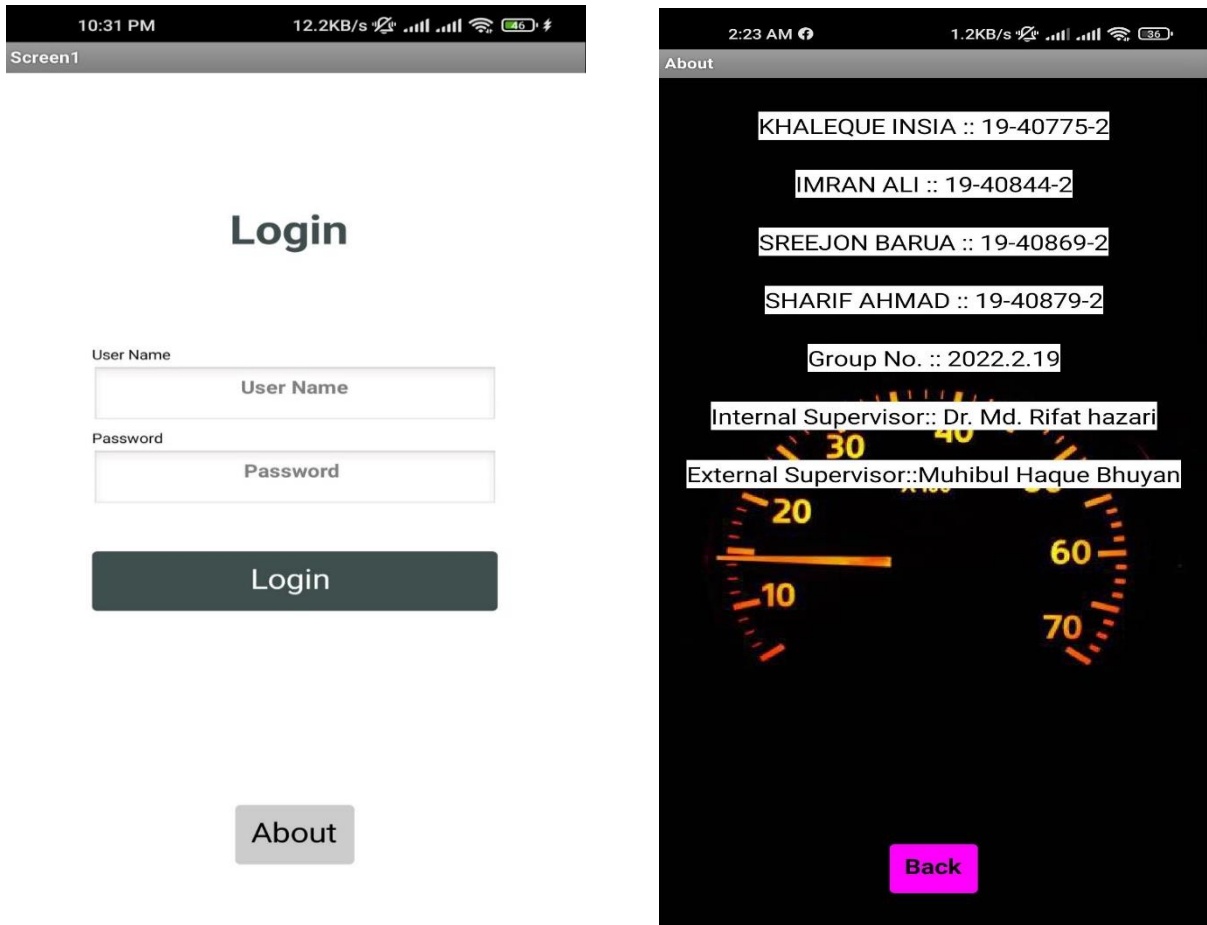 10:31 PM 12.2KB/s 46
Screen1
Login
User Name
User Name
Password
Password
Login
About
2:23 AM 1.2KB/s 36
About
KHALEQUE INSIA :: 19-40775-2
IMRAN ALI :: 19-40844-2
SREEJON BARUA :: 19-40869-2
SHARIF AHMAD :: 19-40879-2
Group No. :: 2022.2.19
Internal Supervisor:: Dr. Md. Rifat hazari
30 40
External Supervisor::Muhibul Haque Bhuyan
20
60
10
70
Back